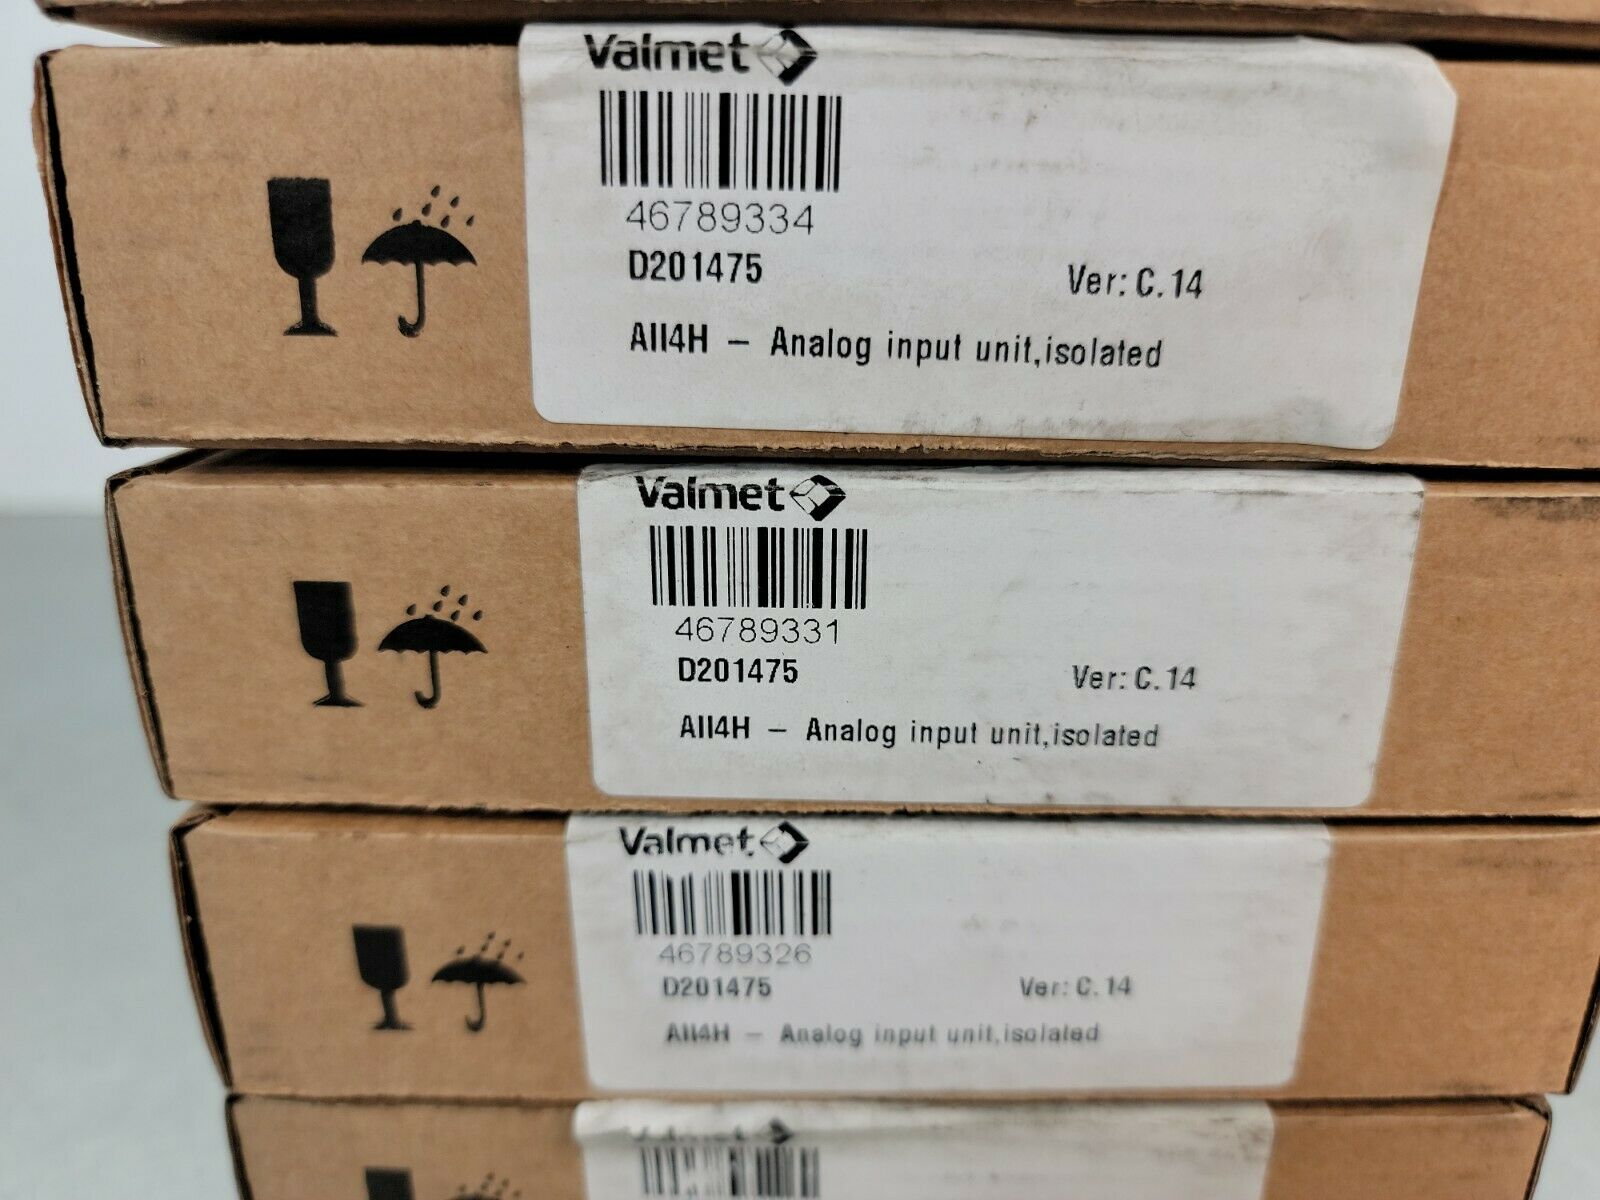 Valmet
46789334
D201475 Ver: C.14
AII4H – Analog input unit,isolated
Valmet
46789331
D201475 Ver: C.14
AII4H – Analog input unit,isolated
Valmet
46789326
D201475 Ver: C.14
AII4H – Analog input unit,isolated
Valmet